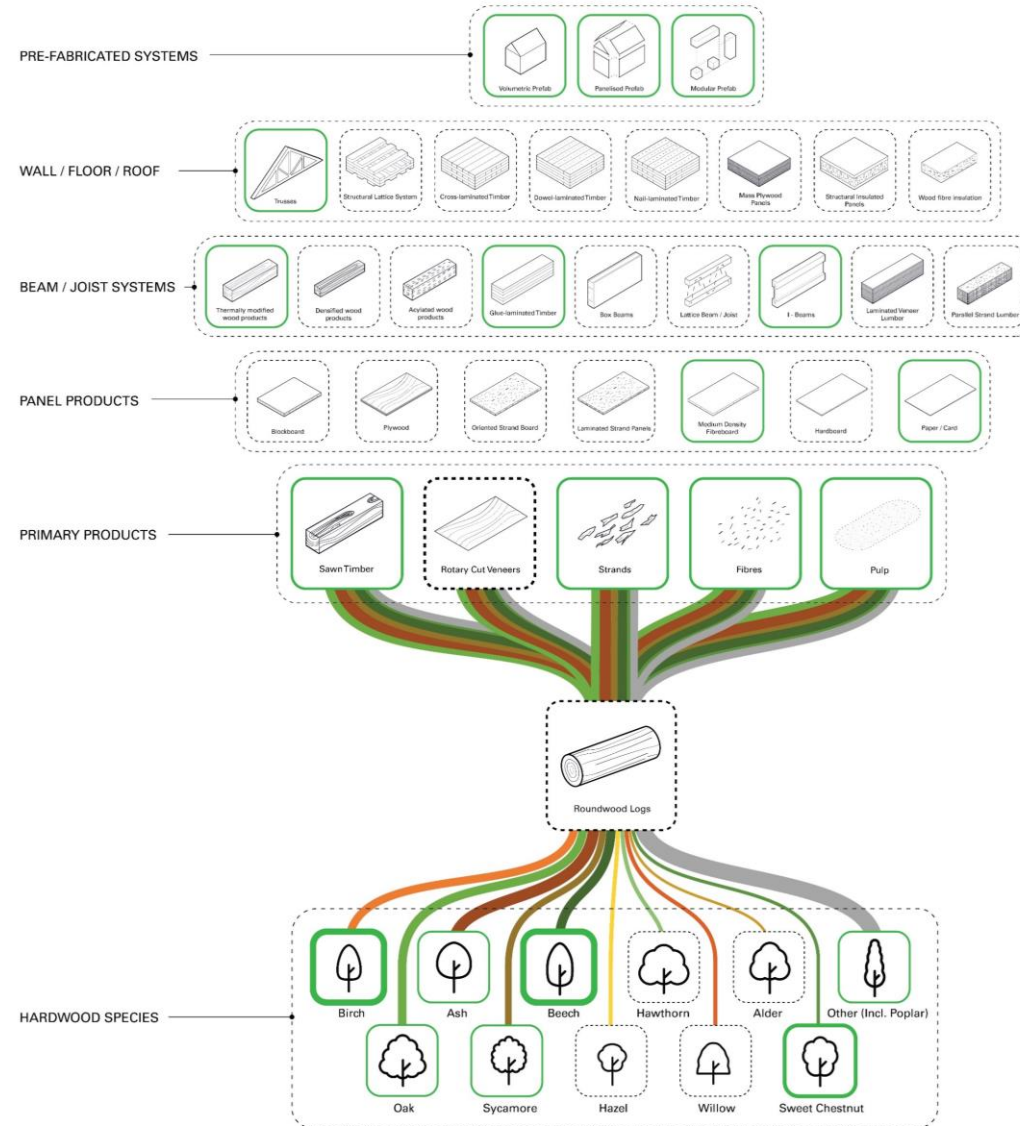 PRE-FABRICATED SYSTEMS
Volumetric Prefab
Panelised Prefab
Modular Prefab
WALL / FLOOR / ROOF
Trusses
Structural Lattice System
Cross-laminated Timber
Dowel-laminated Timber
Nail-laminated Timber
Mass Plywood
Panels
Structural Insulated
Panels
Wood fibre insulation
BEAM / JOIST SYSTEMS
Thermally modified
wood products
Densified wood
products
Acylated wood
products
Glue-laminated Timber
Box Beams
Lattice Beam / Joist
I - Beams
Laminated Veneer
Lumber
Parallel Strand Lumber
PANEL PRODUCTS
Blockboard
Plywood
Oriented Strand Board
Laminated Strand Panels
Medium Density
Fibreboard
Hardboard
Paper / Card
PRIMARY PRODUCTS
Sawn Timber
Rotary Cut Veneers
Strands
Fibres
Pulp
Roundwood Logs
HARDWOOD SPECIES
Birch
Ash
Beech
Hawthorn
Alder
Other (Incl. Poplar)
Oak
Sycamore
Hazel
Willow
Sweet Chestnut